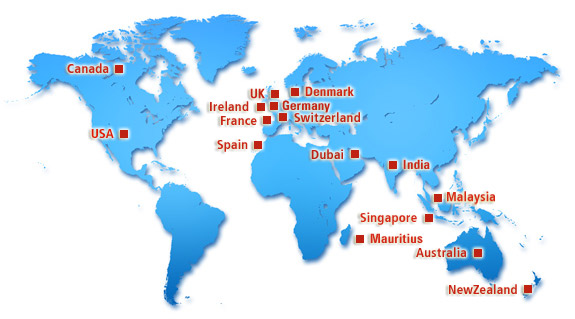 Canada
UK
Denmark
Ireland
Germany
France
Switzerland
USA
Spain
Dubai
India
Malaysia
Singapore
Mauritius
Australia
NewZealand